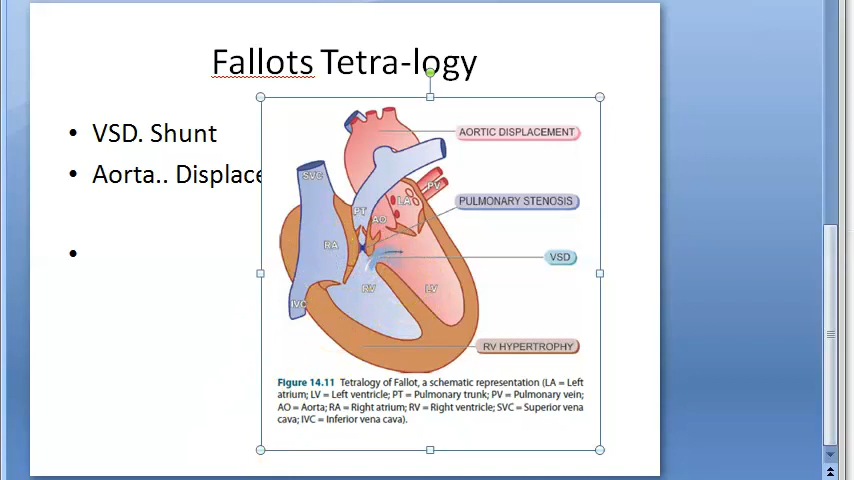 Fallots Tetra-logy
• VSD. Shunt
• Aorta.. Displace
•
AORTIC DISPLACEMENT
SVC
PV
LA
PULMONARY STENOSIS
PT
AO
RA
VSD
RV
LV
IVC
RV HYPERTROPHY
Figure 14.11 Tetralogy of Fallot, a schematic representation (LA = Left
atrium; LV = Left ventricle; PT = Pulmonary trunk; PV = Pulmonary vein;
AO = Aorta; RA = Right atrium; RV = Right ventricle; SVC = Superior vena
cava; IVC = Inferior vena cava).